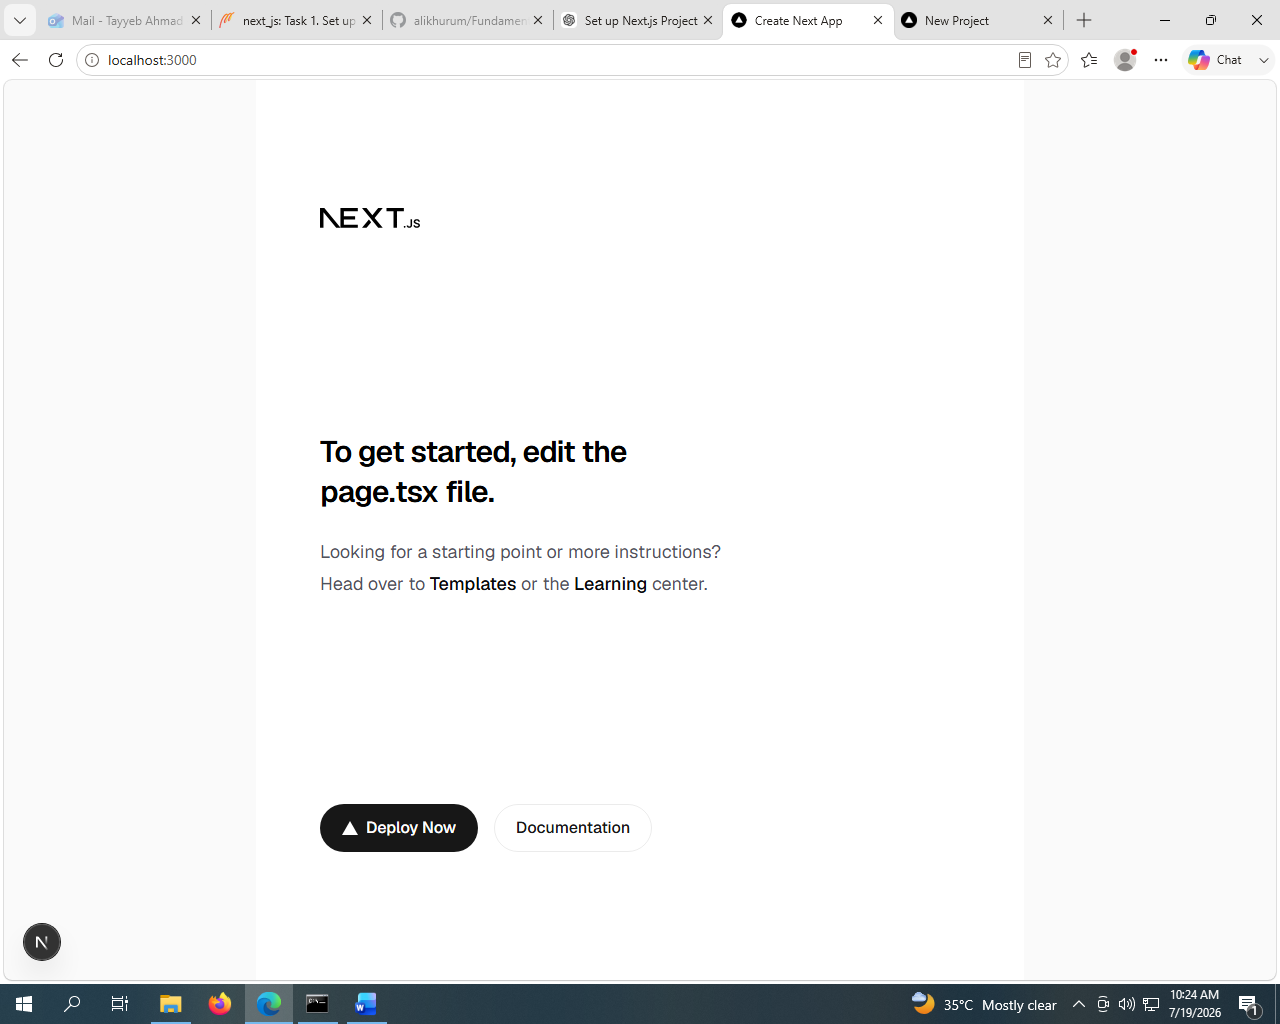 Mail - Tayyeb Ahmad
next_js: Task 1. Set up
alikhurum/Fundamen
Set up Next.js Project
Create Next App
New Project
localhost:3000
Chat
NEXT.JS
To get started, edit the
page.tsx file.
Looking for a starting point or more instructions?
Head over to Templates or the Learning center.
Deploy Now
Documentation
N
35°C Mostly clear
10:24 AM
7/19/2026
1